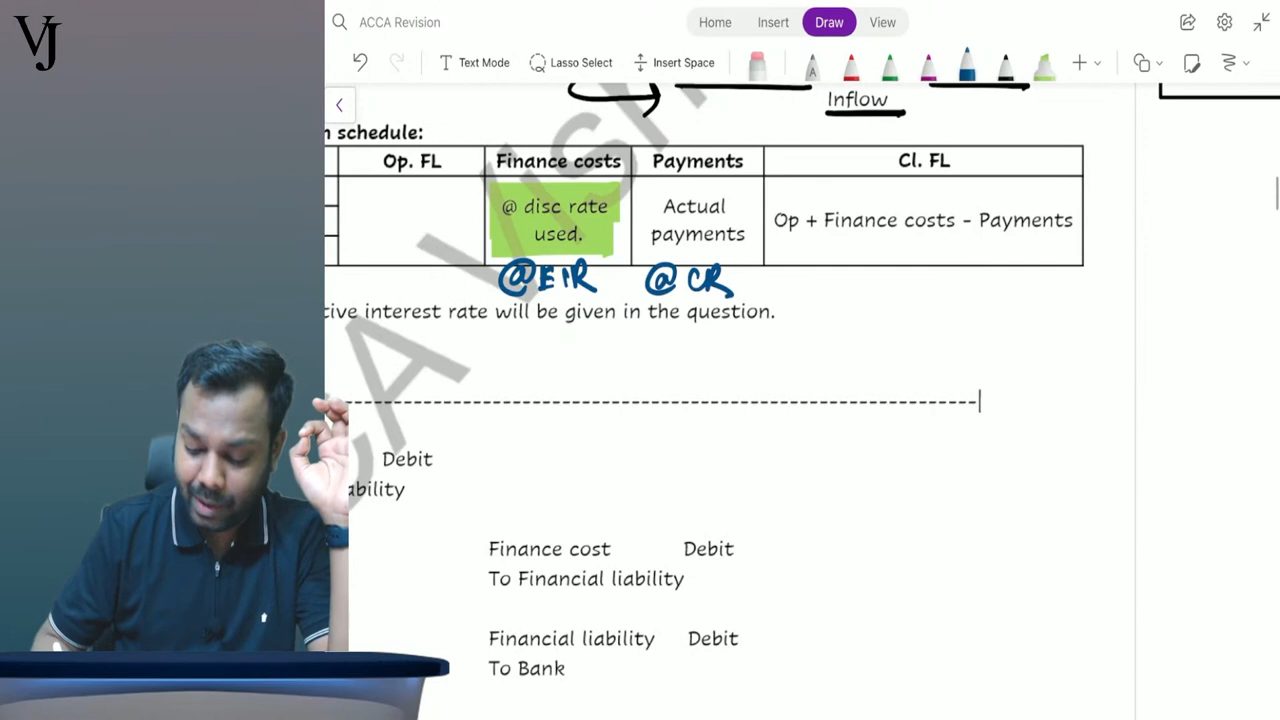 VJ
ACCA Revision
Home Insert Draw View
Text Mode Lasso Select Insert Space
Inflow
schedule:
Op. FL Finance costs Payments Cl. FL
@ disc rate used. Actual payments Op + Finance costs - Payments
@EIR @ CR
interest rate will be given in the question.
Debit
Finance cost Debit
To Financial liability
Financial liability Debit
To Bank